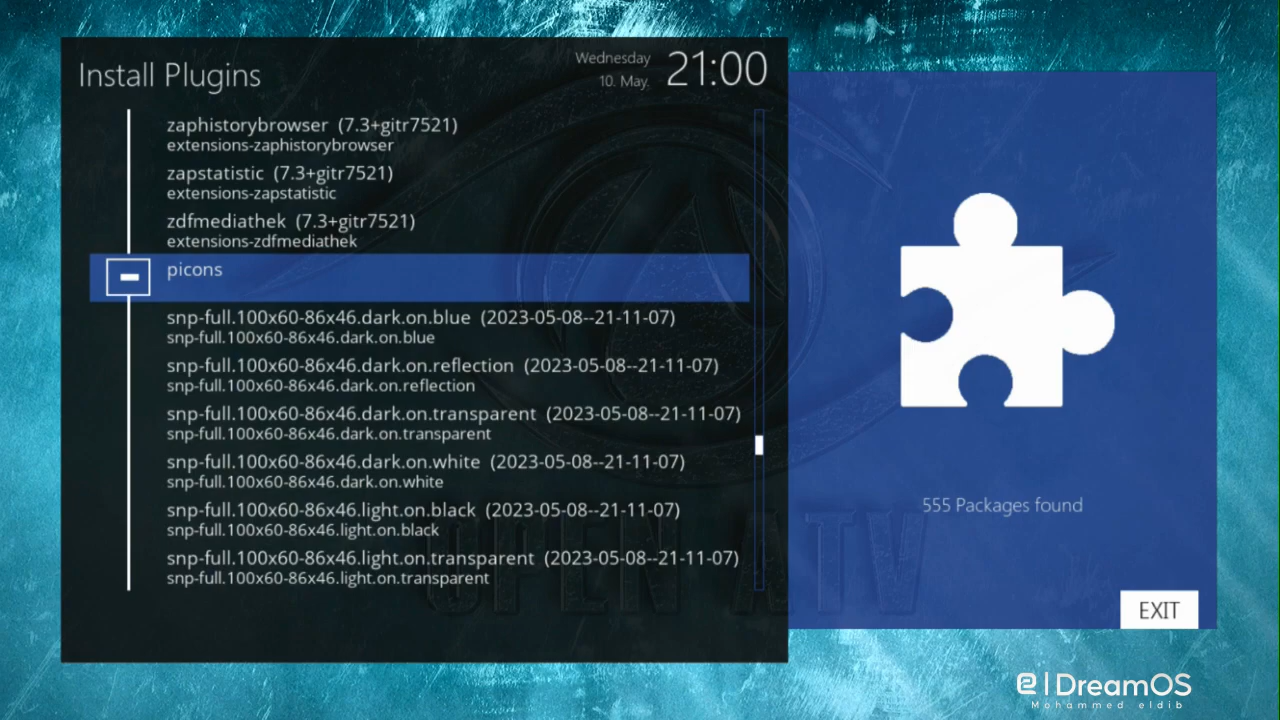 Install Plugins
Wednesday
10. May.
21:00
zaphistorybrowser (7.3+gitr7521)
extensions-zaphistorybrowser
zapstatistic (7.3+gitr7521)
extensions-zapstatistic
zdfmediathek (7.3+gitr7521)
extensions-zdfmediathek
picons
snp-full.100x60-86x46.dark.on.blue (2023-05-08--21-11-07)
snp-full.100x60-86x46.dark.on.blue
snp-full.100x60-86x46.dark.on.reflection (2023-05-08--21-11-07)
snp-full.100x60-86x46.dark.on.reflection
snp-full.100x60-86x46.dark.on.transparent (2023-05-08--21-11-07)
snp-full.100x60-86x46.dark.on.transparent
snp-full.100x60-86x46.dark.on.white (2023-05-08--21-11-07)
snp-full.100x60-86x46.dark.on.white
snp-full.100x60-86x46.light.on.black (2023-05-08--21-11-07)
snp-full.100x60-86x46.light.on.black
snp-full.100x60-86x46.light.on.transparent (2023-05-08--21-11-07)
snp-full.100x60-86x46.light.on.transparent
OPEN ATV
555 Packages found
EXIT
e2|DreamOS
Mohammed eldib